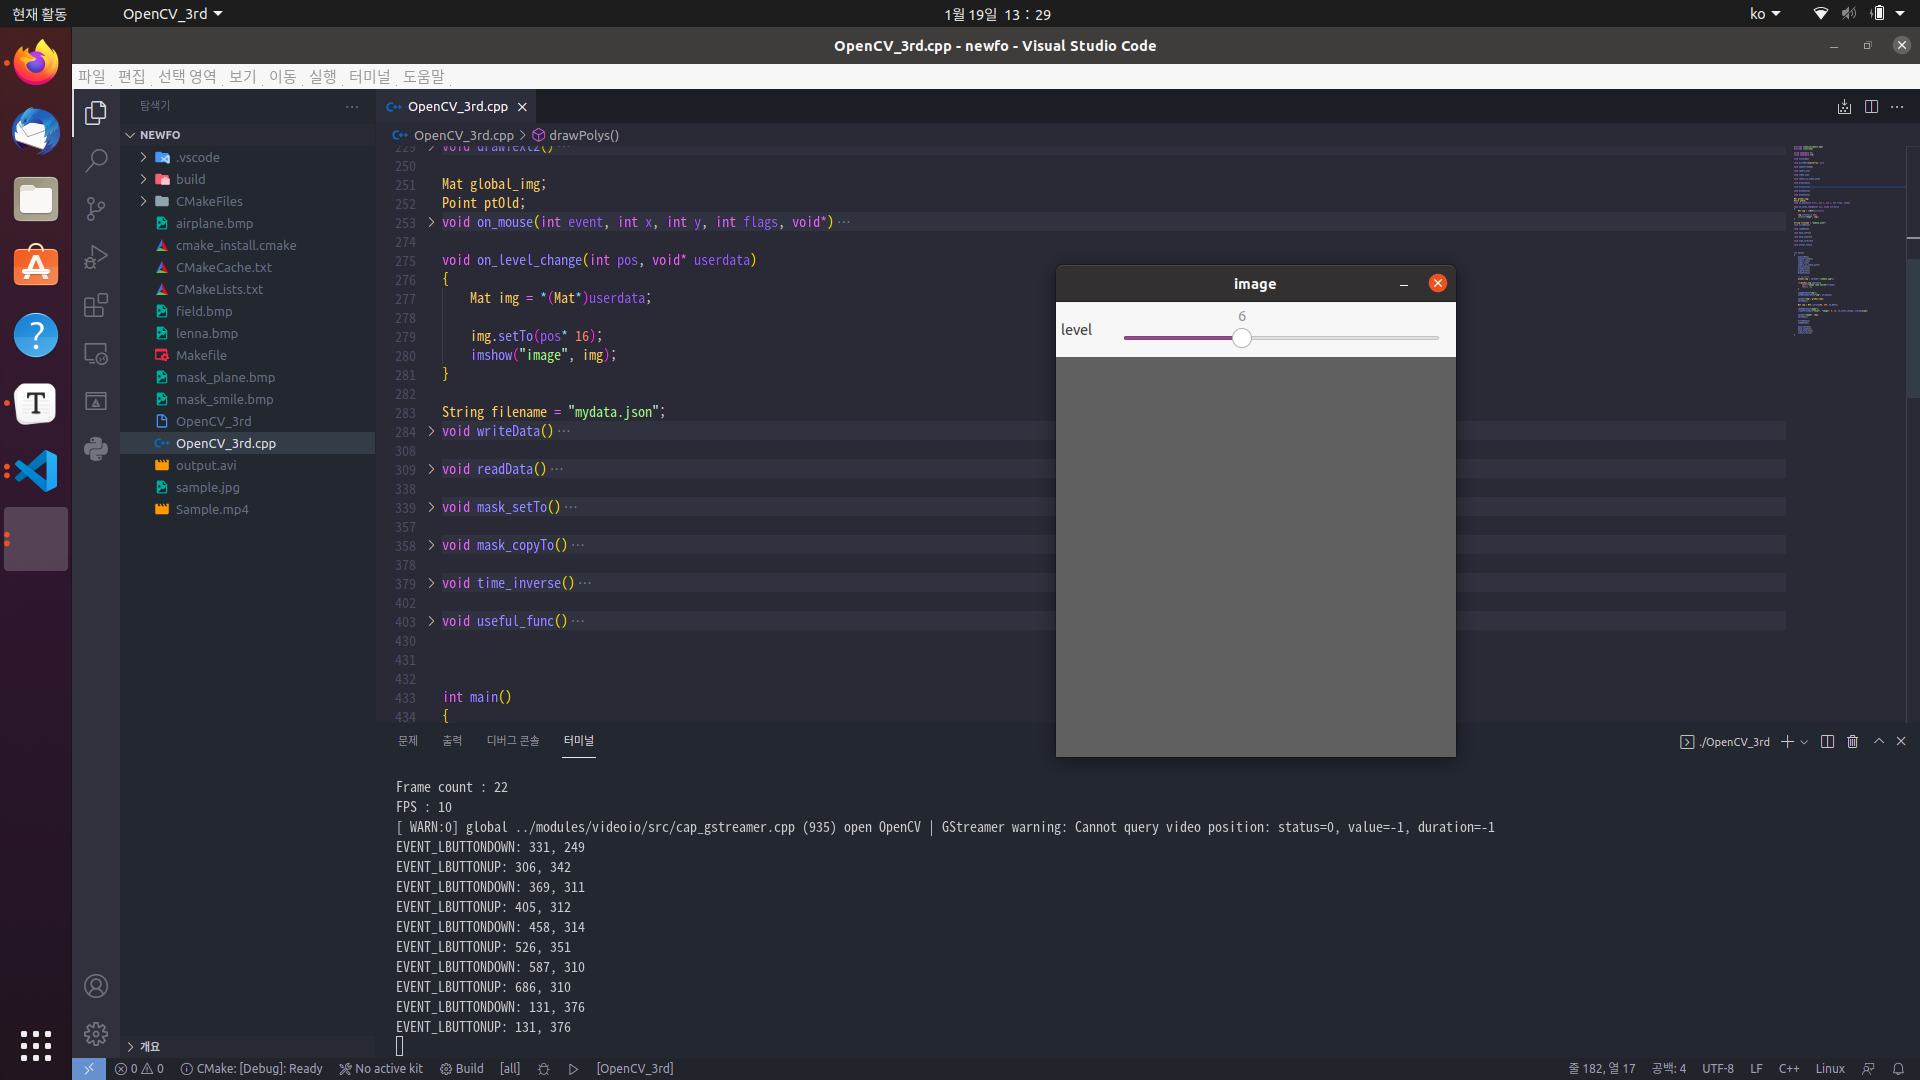 현재 활동
OpenCV_3rd
1월 19일 13 : 29
ko
OpenCV_3rd.cpp - newfo - Visual Studio Code
파일 편집 선택 영역 보기 이동 실행 터미널 도움말
탐색기
NEWFO
.vscode
build
CMakeFiles
airplane.bmp
cmake_install.cmake
CMakeCache.txt
CMakeLists.txt
field.bmp
lenna.bmp
Makefile
mask_plane.bmp
mask_smile.bmp
OpenCV_3rd
OpenCV_3rd.cpp
output.avi
sample.jpg
Sample.mp4
개요
OpenCV_3rd.cpp
OpenCV_3rd.cpp > drawPolys()
229 void drawText2() ···
250
251 Mat global_img;
252 Point ptOld;
253 void on_mouse(int event, int x, int y, int flags, void*) ···
274
275 void on_level_change(int pos, void* userdata)
276 {
277 Mat img = *(Mat*)userdata;
278
279 img.setTo(pos* 16);
280 imshow("image", img);
281 }
282
283 String filename = "mydata.json";
284 void writeData() ···
308
309 void readData() ···
338
339 void mask_setTo() ···
357
358 void mask_copyTo() ···
378
379 void time_inverse() ···
402
403 void useful_func() ···
430
431
432
433 int main()
434 {
image
level
6
문제 출력 디버그 콘솔 터미널
./OpenCV_3rd
Frame count : 22
FPS : 10
[ WARN:0] global ../modules/videoio/src/cap_gstreamer.cpp (935) open OpenCV | GStreamer warning: Cannot query video position: status=0, value=-1, duration=-1
EVENT_LBUTTONDOWN: 331, 249
EVENT_LBUTTONUP: 306, 342
EVENT_LBUTTONDOWN: 369, 311
EVENT_LBUTTONUP: 405, 312
EVENT_LBUTTONDOWN: 458, 314
EVENT_LBUTTONUP: 526, 351
EVENT_LBUTTONDOWN: 587, 310
EVENT_LBUTTONUP: 686, 310
EVENT_LBUTTONDOWN: 131, 376
EVENT_LBUTTONUP: 131, 376
0 0 CMake: [Debug]: Ready No active kit Build [all] [OpenCV_3rd] 줄 182, 열 17 공백: 4 UTF-8 LF C++ Linux